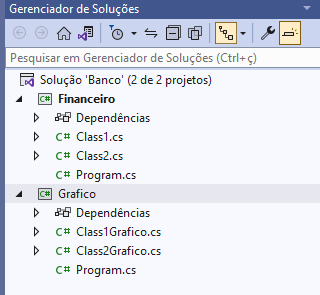 Gerenciador de Soluções
Pesquisar em Gerenciador de Soluções (Ctrl+ç)
Solução 'Banco' (2 de 2 projetos)
Financeiro
Dependências
C# Class1.cs
C# Class2.cs
C# Program.cs
Grafico
Dependências
C# Class1Grafico.cs
C# Class2Grafico.cs
C# Program.cs